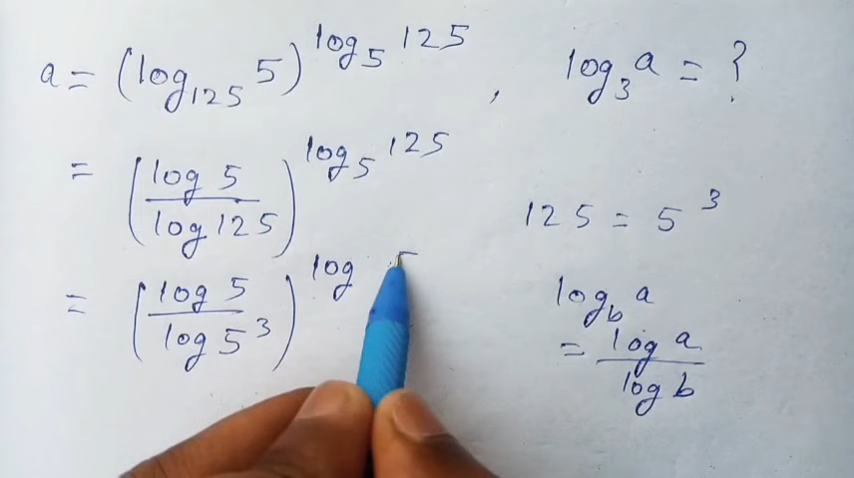 a = (log₁₂₅ 5)^(log₅ 125) , log₃ a = ?
= (log 5 / log 125)^(log₅ 125)
125 = 5³
= (log 5 / log 5³)^(log
log_b a
= log a / log b